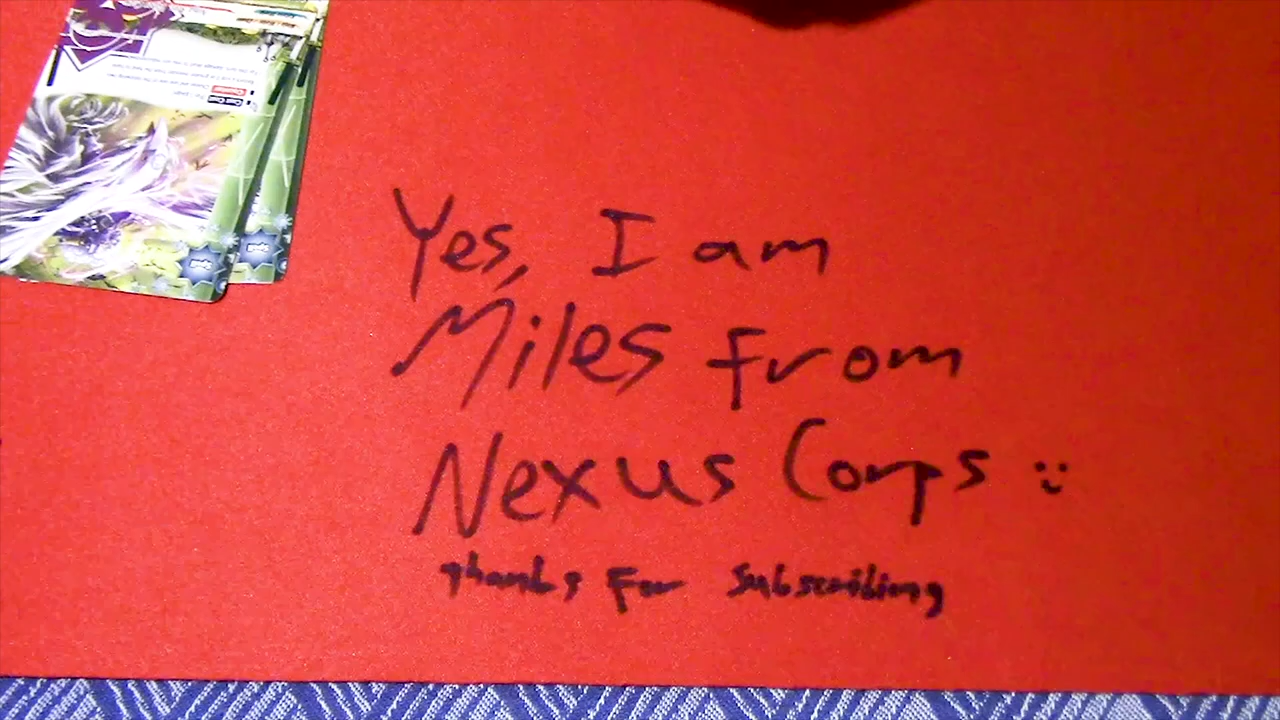 Yes, I am
Miles from
Nexus Corps :)
thanks for subscribing